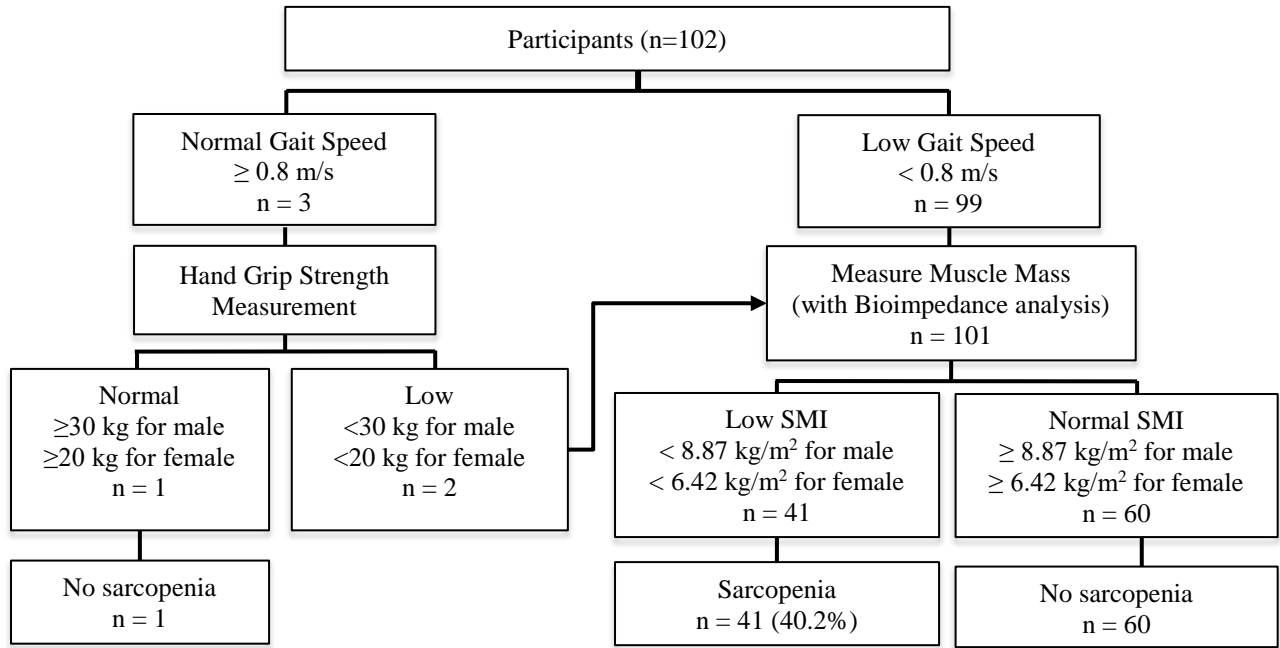 Participants (n=102)
Normal Gait Speed
≥ 0.8 m/s
n = 3
Low Gait Speed
< 0.8 m/s
n = 99
Hand Grip Strength
Measurement
Measure Muscle Mass
(with Bioimpedance analysis)
n = 101
Normal
≥30 kg for male
≥20 kg for female
n = 1
Low
<30 kg for male
<20 kg for female
n = 2
Low SMI
< 8.87 kg/m² for male
< 6.42 kg/m² for female
n = 41
Normal SMI
≥ 8.87 kg/m² for male
≥ 6.42 kg/m² for female
n = 60
No sarcopenia
n = 1
Sarcopenia
n = 41 (40.2%)
No sarcopenia
n = 60